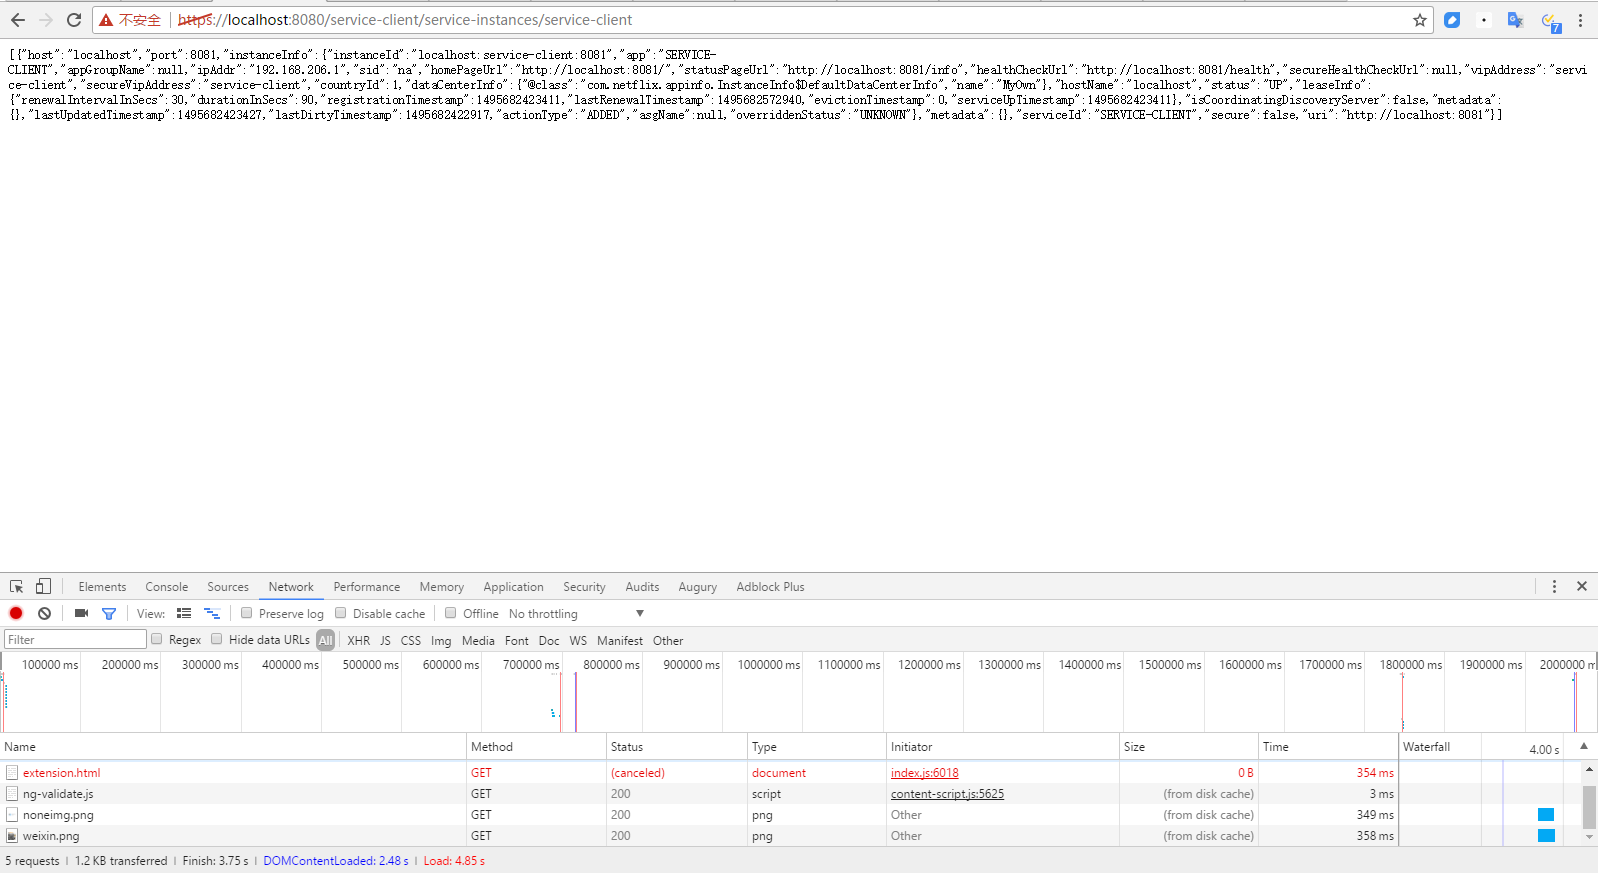 不安全 https://localhost:8080/service-client/service-instances/service-client
7
[{"host":"localhost","port":8081,"instanceInfo":{"instanceId":"localhost:service-client:8081","app":"SERVICE-
CLIENT","appGroupName":null,"ipAddr":"192.168.206.1","sid":"na","homePageUrl":"http://localhost:8081/","statusPageUrl":"http://localhost:8081/info","healthCheckUrl":"http://localhost:8081/health","secureHealthCheckUrl":null,"vipAddress":"servi
ce-client","secureVipAddress":"service-client","countryId":1,"dataCenterInfo":{"@class":"com.netflix.appinfo.InstanceInfo$DefaultDataCenterInfo","name":"MyOwn"},"hostName":"localhost","status":"UP","leaseInfo":
{"renewalIntervalInSecs":30,"durationInSecs":90,"registrationTimestamp":1495682423411,"lastRenewalTimestamp":1495682572940,"evictionTimestamp":0,"serviceUpTimestamp":1495682423411},"isCoordinatingDiscoveryServer":false,"metadata":
{},"lastUpdatedTimestamp":1495682423427,"lastDirtyTimestamp":1495682422917,"actionType":"ADDED","asgName":null,"overriddenStatus":"UNKNOWN"},"metadata":{},"serviceId":"SERVICE-CLIENT","secure":false,"uri":"http://localhost:8081"}]
Elements Console Sources Network Performance Memory Application Security Audits Augury Adblock Plus
View: Preserve log Disable cache Offline No throttling
Filter Regex Hide data URLs All XHR JS CSS Img Media Font Doc WS Manifest Other
100000 ms 200000 ms 300000 ms 400000 ms 500000 ms 600000 ms 700000 ms 800000 ms 900000 ms 1000000 ms 1100000 ms 1200000 ms 1300000 ms 1400000 ms 1500000 ms 1600000 ms 1700000 ms 1800000 ms 1900000 ms 2000000 m
Name Method Status Type Initiator Size Time Waterfall 4.00 s
extension.html GET (canceled) document index.js:6018 0 B 354 ms
ng-validate.js GET 200 script content-script.js:5625 (from disk cache) 3 ms
noneimg.png GET 200 png Other (from disk cache) 349 ms
weixin.png GET 200 png Other (from disk cache) 358 ms
5 requests | 1.2 KB transferred | Finish: 3.75 s | DOMContentLoaded: 2.48 s | Load: 4.85 s